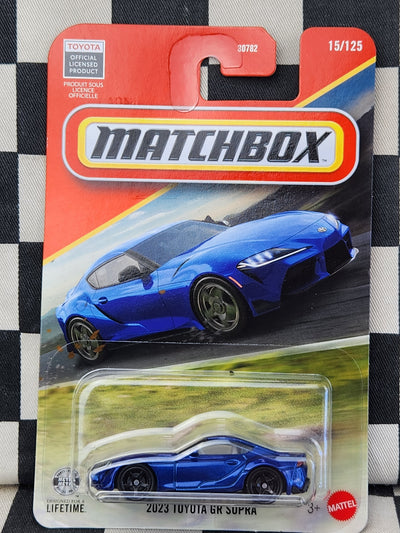 TOYOTA
OFFICIAL
LICENSED
PRODUCT
PRODUIT SOUS
LICENCE
OFFICIELLE
30782
15/125
MATCHBOX
2023 TOYOTA GR SUPRA
DESIGNED FOR A
LIFETIME.
3+
MATTEL